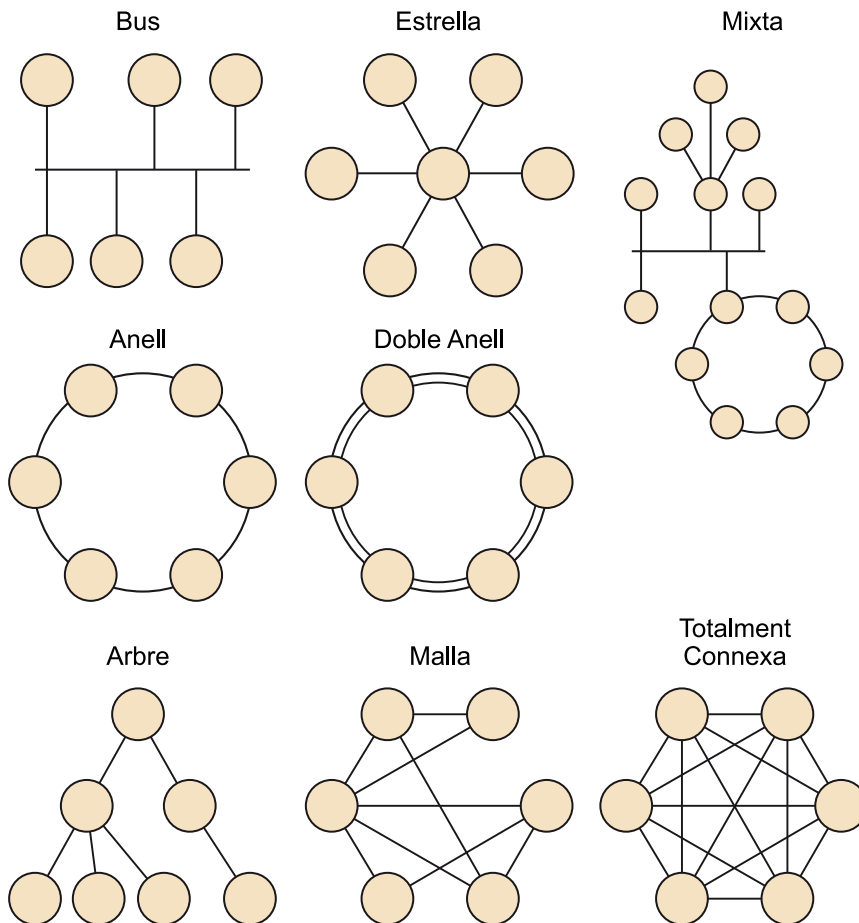 Bus
Estrella
Mixta
Anell
Doble Anell
Arbre
Malla
Totalment
Connexa